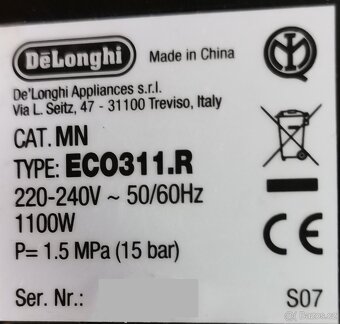 DeLonghi
Made in China
De'Longhi Appliances s.r.l.
Via L. Seitz, 47 - 31100 Treviso, Italy
CAT. MN
TYPE: ECO311.R
220-240V ~ 50/60Hz
1100W
P= 1.5 MPa (15 bar)
Ser. Nr.:
S07